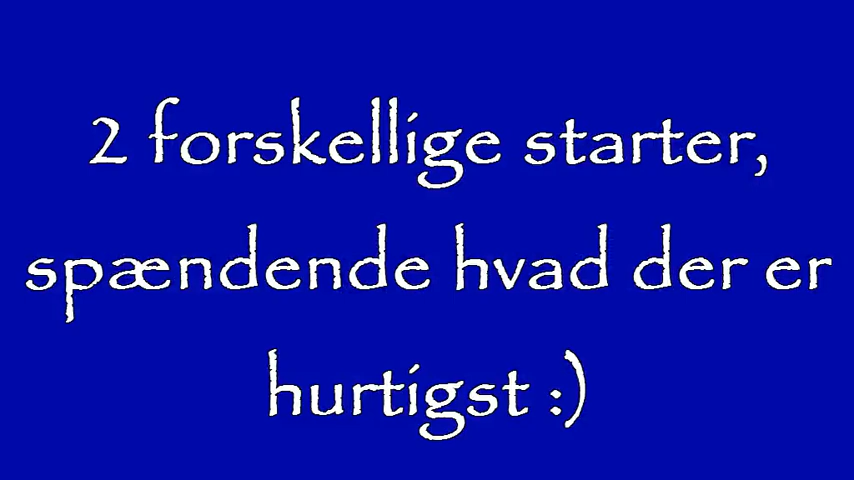 2 forskellige starter,
spændende hvad der er
hurtigst :)